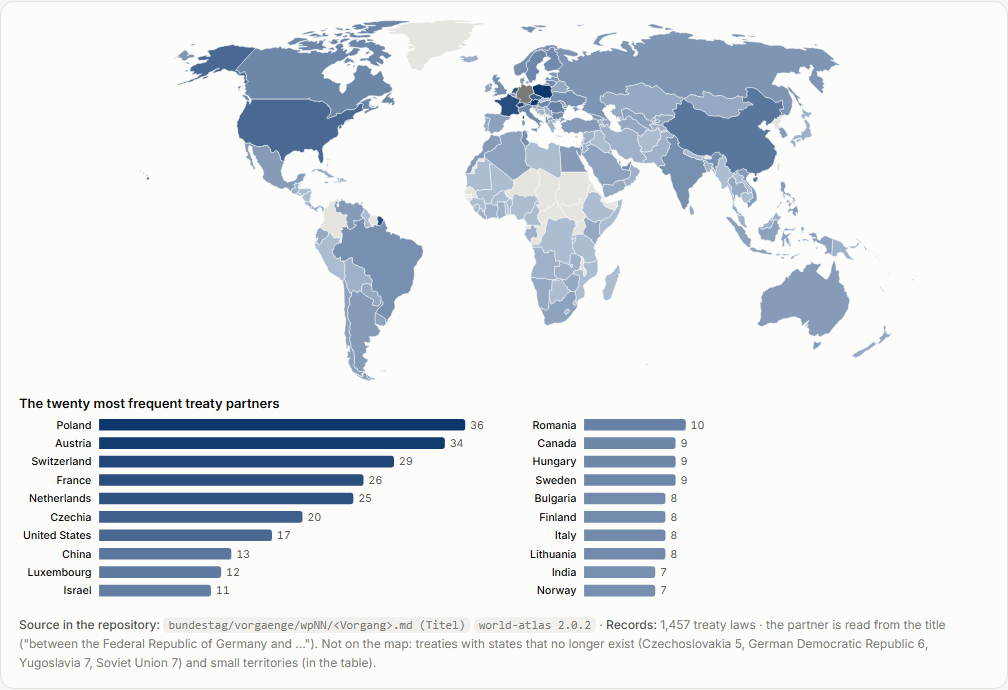 The twenty most frequent treaty partners
Poland 36
Austria 34
Switzerland 29
France 26
Netherlands 25
Czechia 20
United States 17
China 13
Luxembourg 12
Israel 11
Romania 10
Canada 9
Hungary 9
Sweden 9
Bulgaria 8
Finland 8
Italy 8
Lithuania 8
India 7
Norway 7
Source in the repository: bundestag/vorgaenge/wpNN/<Vorgang>.md (Titel) world-atlas 2.0.2 · Records: 1,457 treaty laws · the partner is read from the title
("between the Federal Republic of Germany and …"). Not on the map: treaties with states that no longer exist (Czechoslovakia 5, German Democratic Republic 6,
Yugoslavia 7, Soviet Union 7) and small territories (in the table).